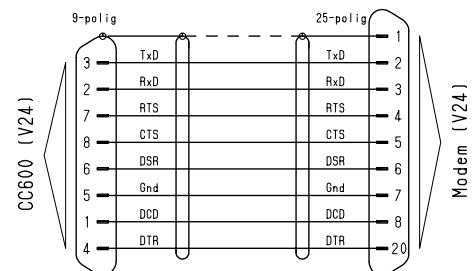 9-polig 25-polig
1
3 TxD TxD 2
2 RxD RxD 3
7 RTS RTS 4
8 CTS CTS 5
6 DSR DSR 6
5 Gnd Gnd 7
1 DCD DCD 8
4 DTR DTR 20
CC600 (V24)
Modem (V24)